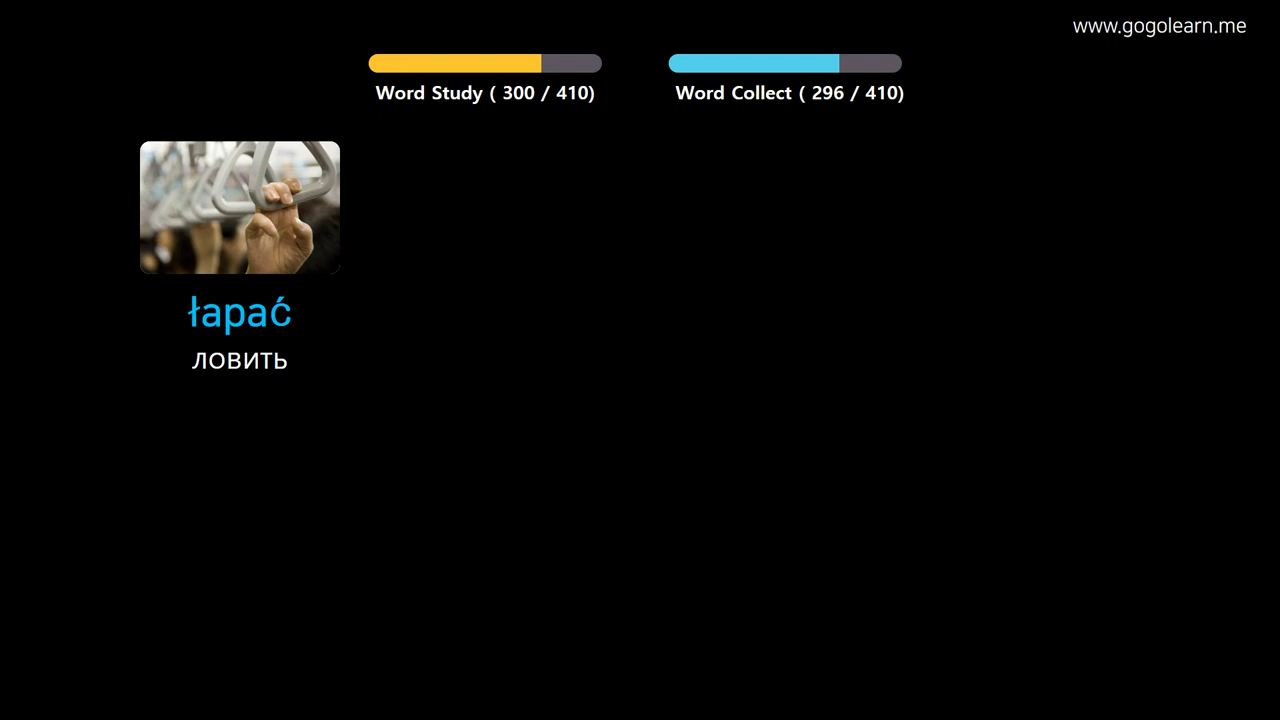 www.gogolearn.me
Word Study ( 300 / 410)
Word Collect ( 296 / 410)
łapać
ловить